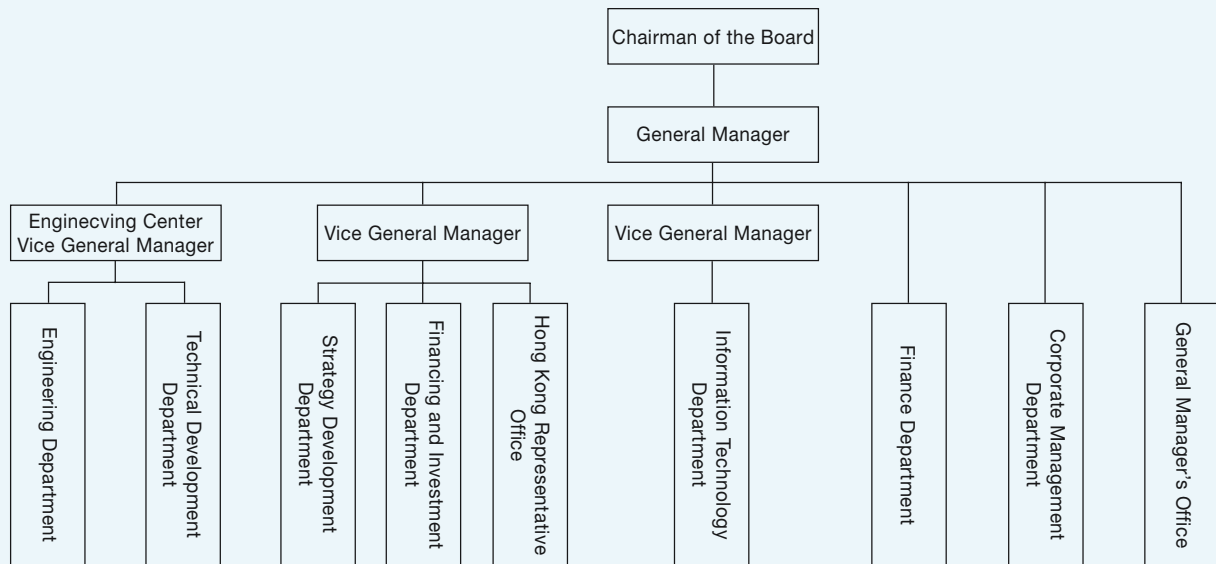 Chairman of the Board
General Manager
Enginecving Center
Vice General Manager
Vice General Manager
Vice General Manager
Engineering Department
Technical Development
Department
Strategy Development
Department
Financing and Investment
Department
Hong Kong Representative
Office
Information Technology
Department
Finance Department
Corporate Management
Department
General Manager's Office